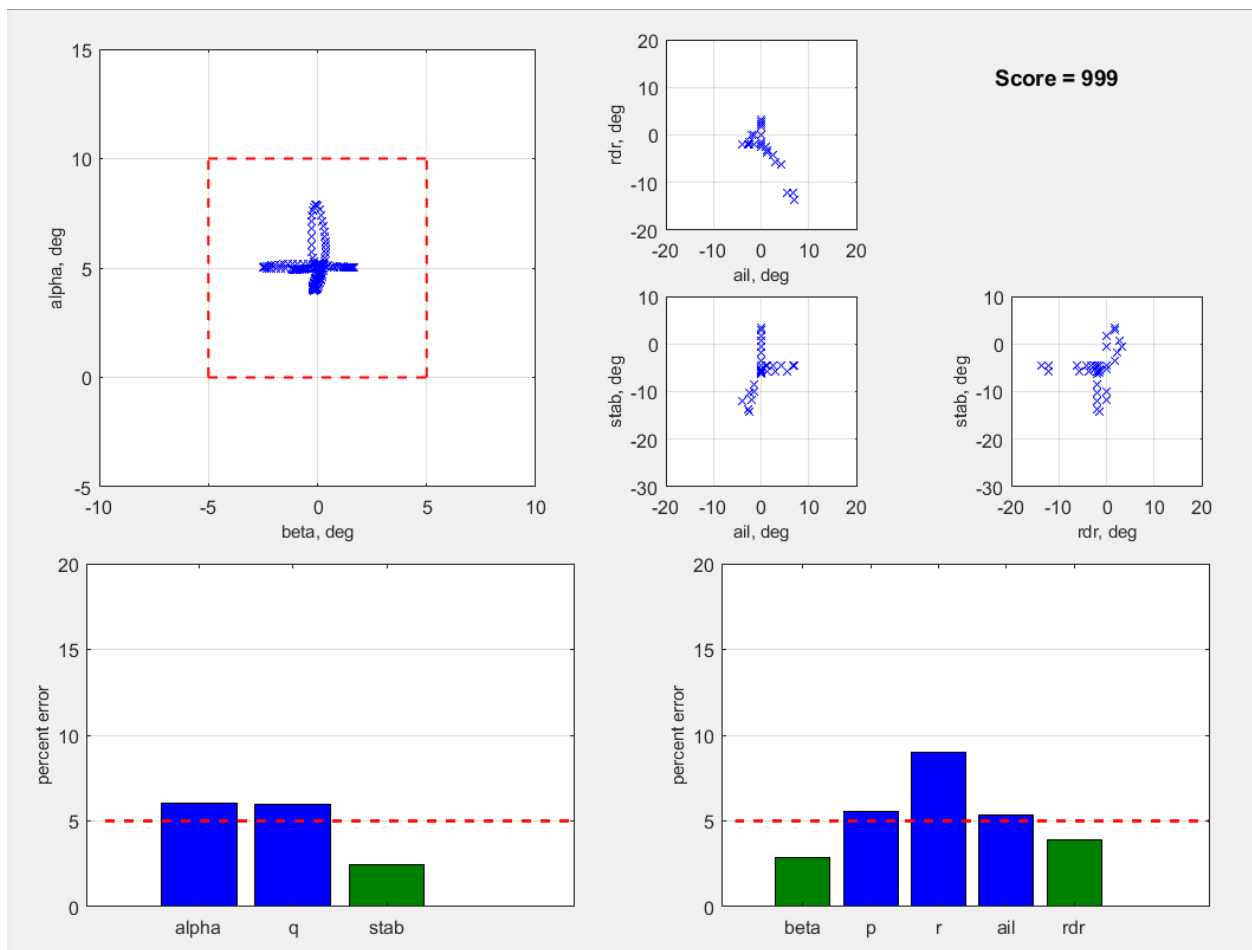 15
10
5
0
-5
-10
-5
0
5
10
alpha, deg
beta, deg
20
10
0
-10
-20
-20
-10
0
10
20
rdr, deg
ail, deg
Score = 999
10
0
-10
-20
-30
-20
-10
0
10
20
stab, deg
ail, deg
10
0
-10
-20
-30
-20
-10
0
10
20
stab, deg
rdr, deg
20
15
10
5
0
percent error
alpha
q
stab
20
15
10
5
0
percent error
beta
p
r
ail
rdr